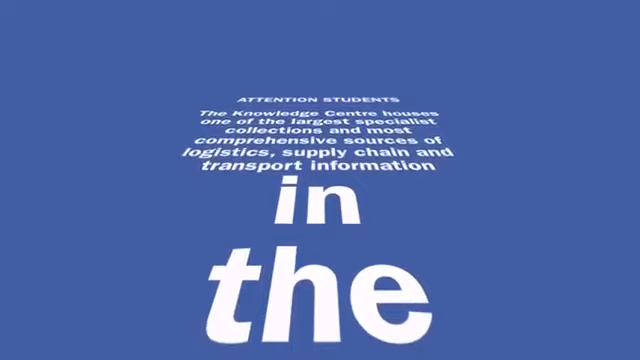 ATTENTION STUDENTS
The Knowledge Centre houses
one of the largest specialist
collections and most
comprehensive sources of
logistics, supply chain and
transport information
in
the